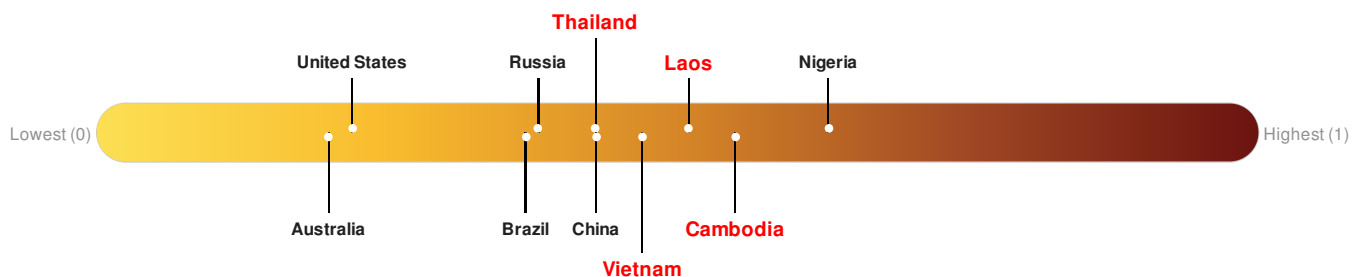 Thailand
United States
Russia
Laos
Nigeria
Lowest (0)
Highest (1)
Australia
Brazil
China
Cambodia
Vietnam